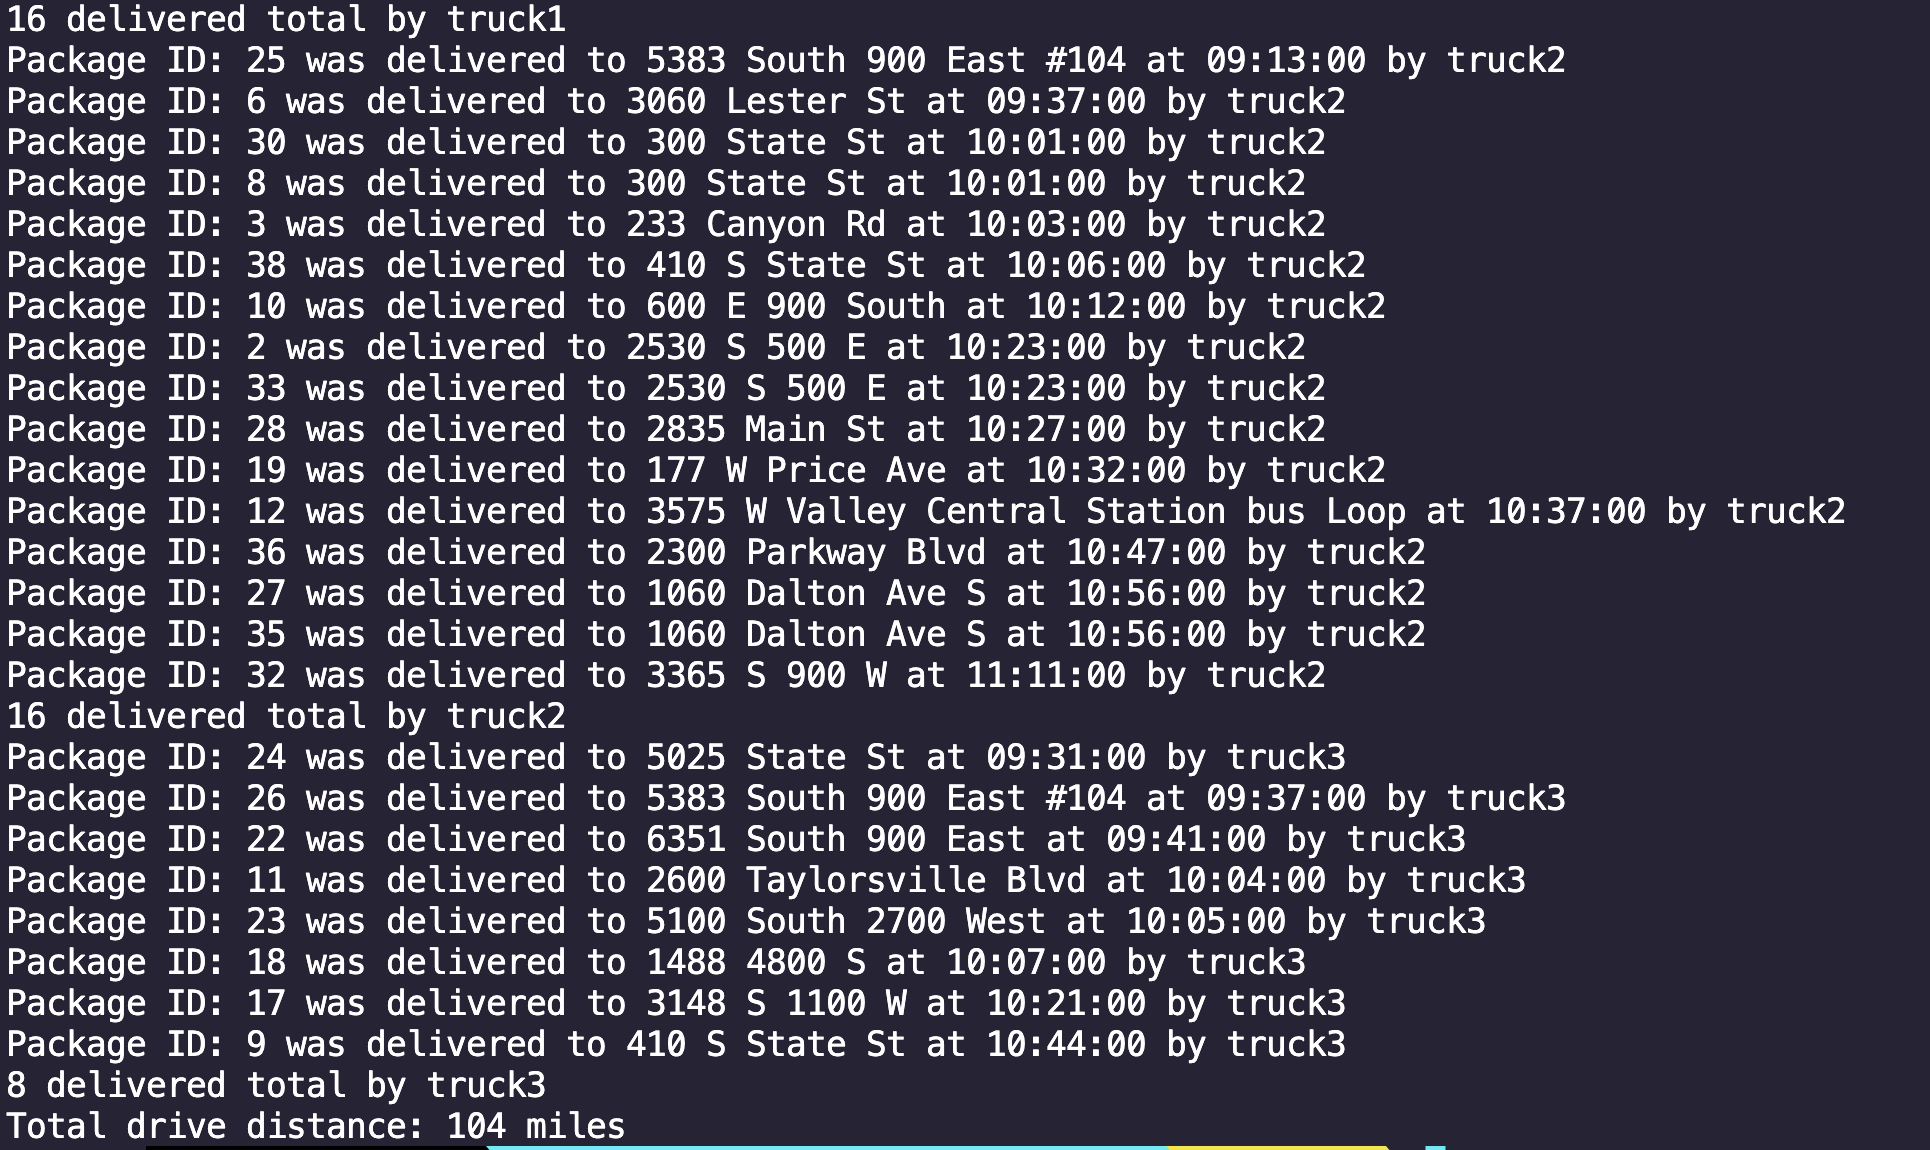 16 delivered total by truck1
Package ID: 25 was delivered to 5383 South 900 East #104 at 09:13:00 by truck2
Package ID: 6 was delivered to 3060 Lester St at 09:37:00 by truck2
Package ID: 30 was delivered to 300 State St at 10:01:00 by truck2
Package ID: 8 was delivered to 300 State St at 10:01:00 by truck2
Package ID: 3 was delivered to 233 Canyon Rd at 10:03:00 by truck2
Package ID: 38 was delivered to 410 S State St at 10:06:00 by truck2
Package ID: 10 was delivered to 600 E 900 South at 10:12:00 by truck2
Package ID: 2 was delivered to 2530 S 500 E at 10:23:00 by truck2
Package ID: 33 was delivered to 2530 S 500 E at 10:23:00 by truck2
Package ID: 28 was delivered to 2835 Main St at 10:27:00 by truck2
Package ID: 19 was delivered to 177 W Price Ave at 10:32:00 by truck2
Package ID: 12 was delivered to 3575 W Valley Central Station bus Loop at 10:37:00 by truck2
Package ID: 36 was delivered to 2300 Parkway Blvd at 10:47:00 by truck2
Package ID: 27 was delivered to 1060 Dalton Ave S at 10:56:00 by truck2
Package ID: 35 was delivered to 1060 Dalton Ave S at 10:56:00 by truck2
Package ID: 32 was delivered to 3365 S 900 W at 11:11:00 by truck2
16 delivered total by truck2
Package ID: 24 was delivered to 5025 State St at 09:31:00 by truck3
Package ID: 26 was delivered to 5383 South 900 East #104 at 09:37:00 by truck3
Package ID: 22 was delivered to 6351 South 900 East at 09:41:00 by truck3
Package ID: 11 was delivered to 2600 Taylorsville Blvd at 10:04:00 by truck3
Package ID: 23 was delivered to 5100 South 2700 West at 10:05:00 by truck3
Package ID: 18 was delivered to 1488 4800 S at 10:07:00 by truck3
Package ID: 17 was delivered to 3148 S 1100 W at 10:21:00 by truck3
Package ID: 9 was delivered to 410 S State St at 10:44:00 by truck3
8 delivered total by truck3
Total drive distance: 104 miles